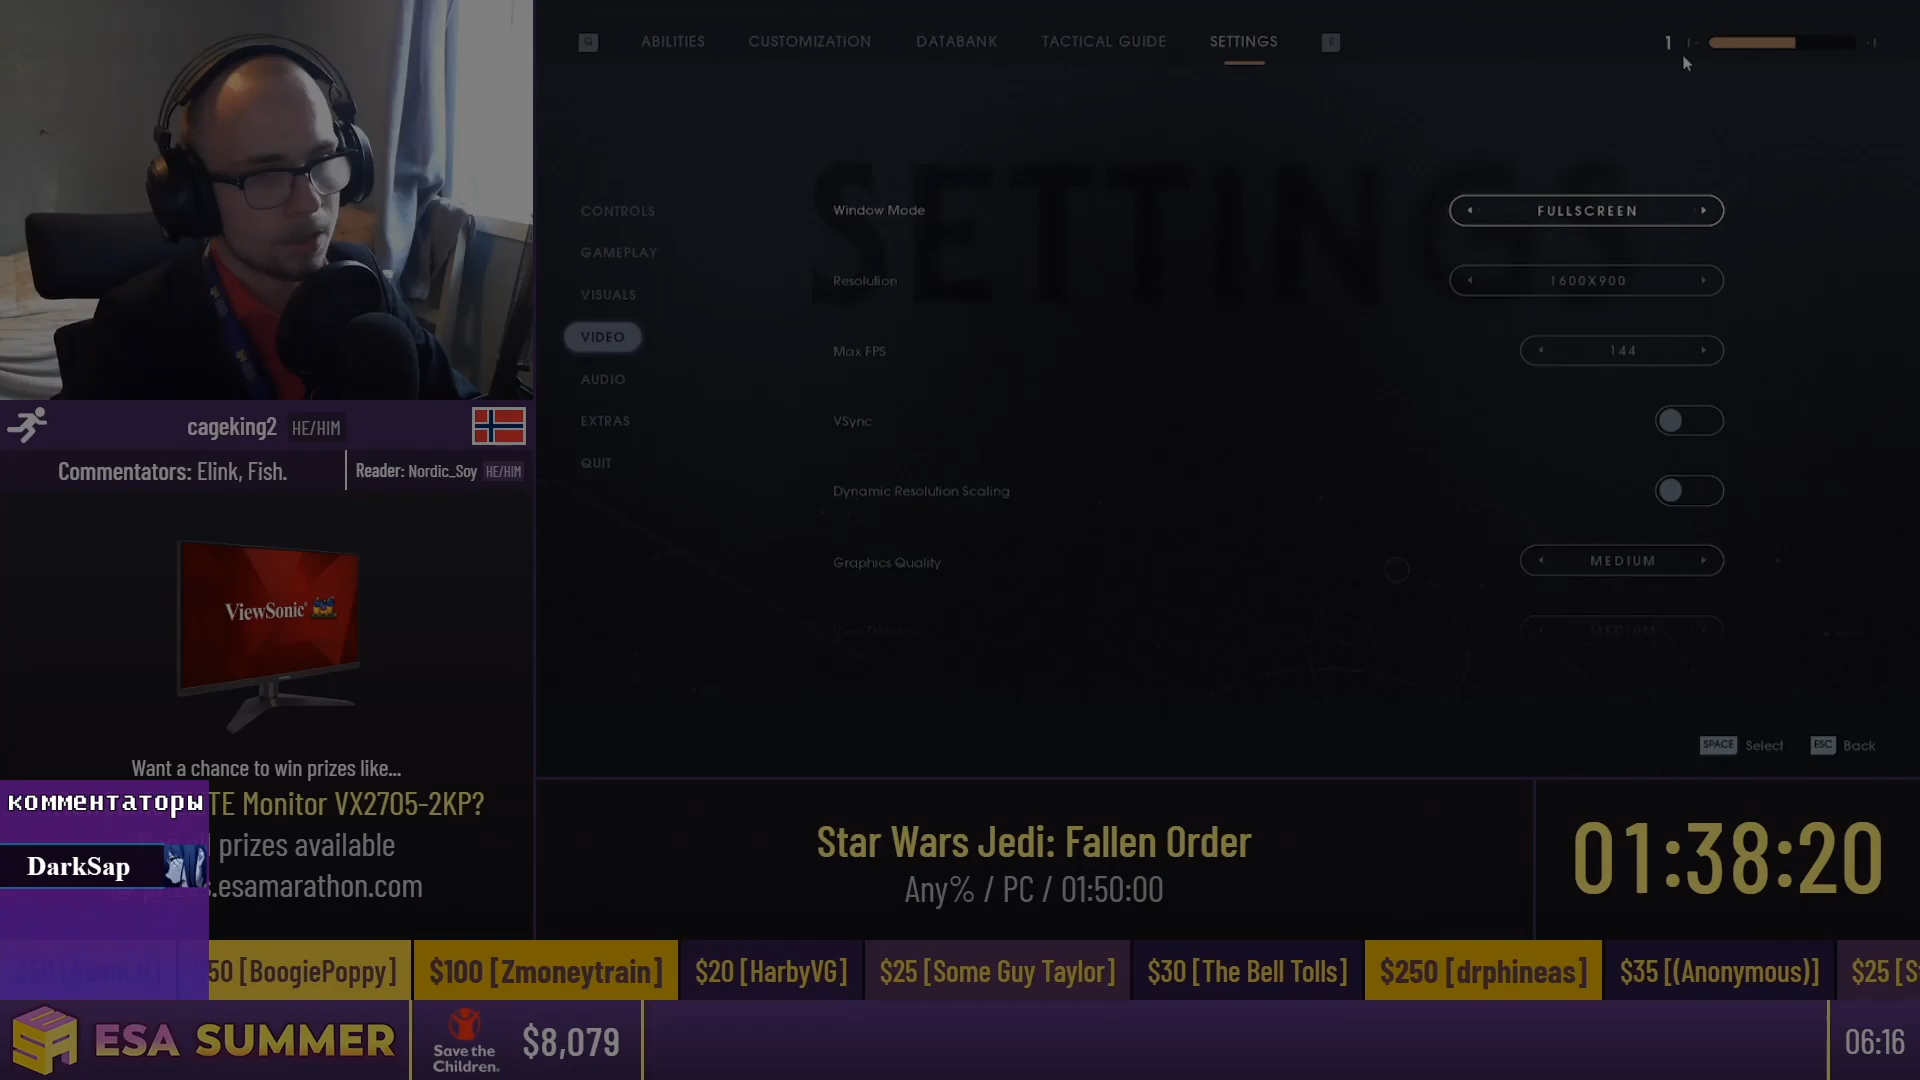 Q
ABILITIES
CUSTOMIZATION
DATABANK
TACTICAL GUIDE
SETTINGS
E
1
SETTINGS
CONTROLS
GAMEPLAY
VISUALS
VIDEO
AUDIO
EXTRAS
QUIT
Window Mode
FULLSCREEN
Resolution
1600X900
Max FPS
144
VSync
Dynamic Resolution Scaling
Graphics Quality
MEDIUM
MEDIUM
SPACE Select
ESC Back
cageking2 HE/HIM
Commentators: Elink, Fish.
Reader: Nordic_Soy HE/HIM
ViewSonic
Want a chance to win prizes like...
TE Monitor VX2705-2KP?
prizes available
.esamarathon.com
комментаторы
DarkSap
Star Wars Jedi: Fallen Order
Any% / PC / 01:50:00
01:38:20
50 [BoogiePoppy]
$100 [Zmoneytrain]
$20 [HarbyVG]
$25 [Some Guy Taylor]
$30 [The Bell Tolls]
$250 [drphineas]
$35 [(Anonymous)]
$25 [S
ESA SUMMER
Save the
Children.
$8,079
06:16